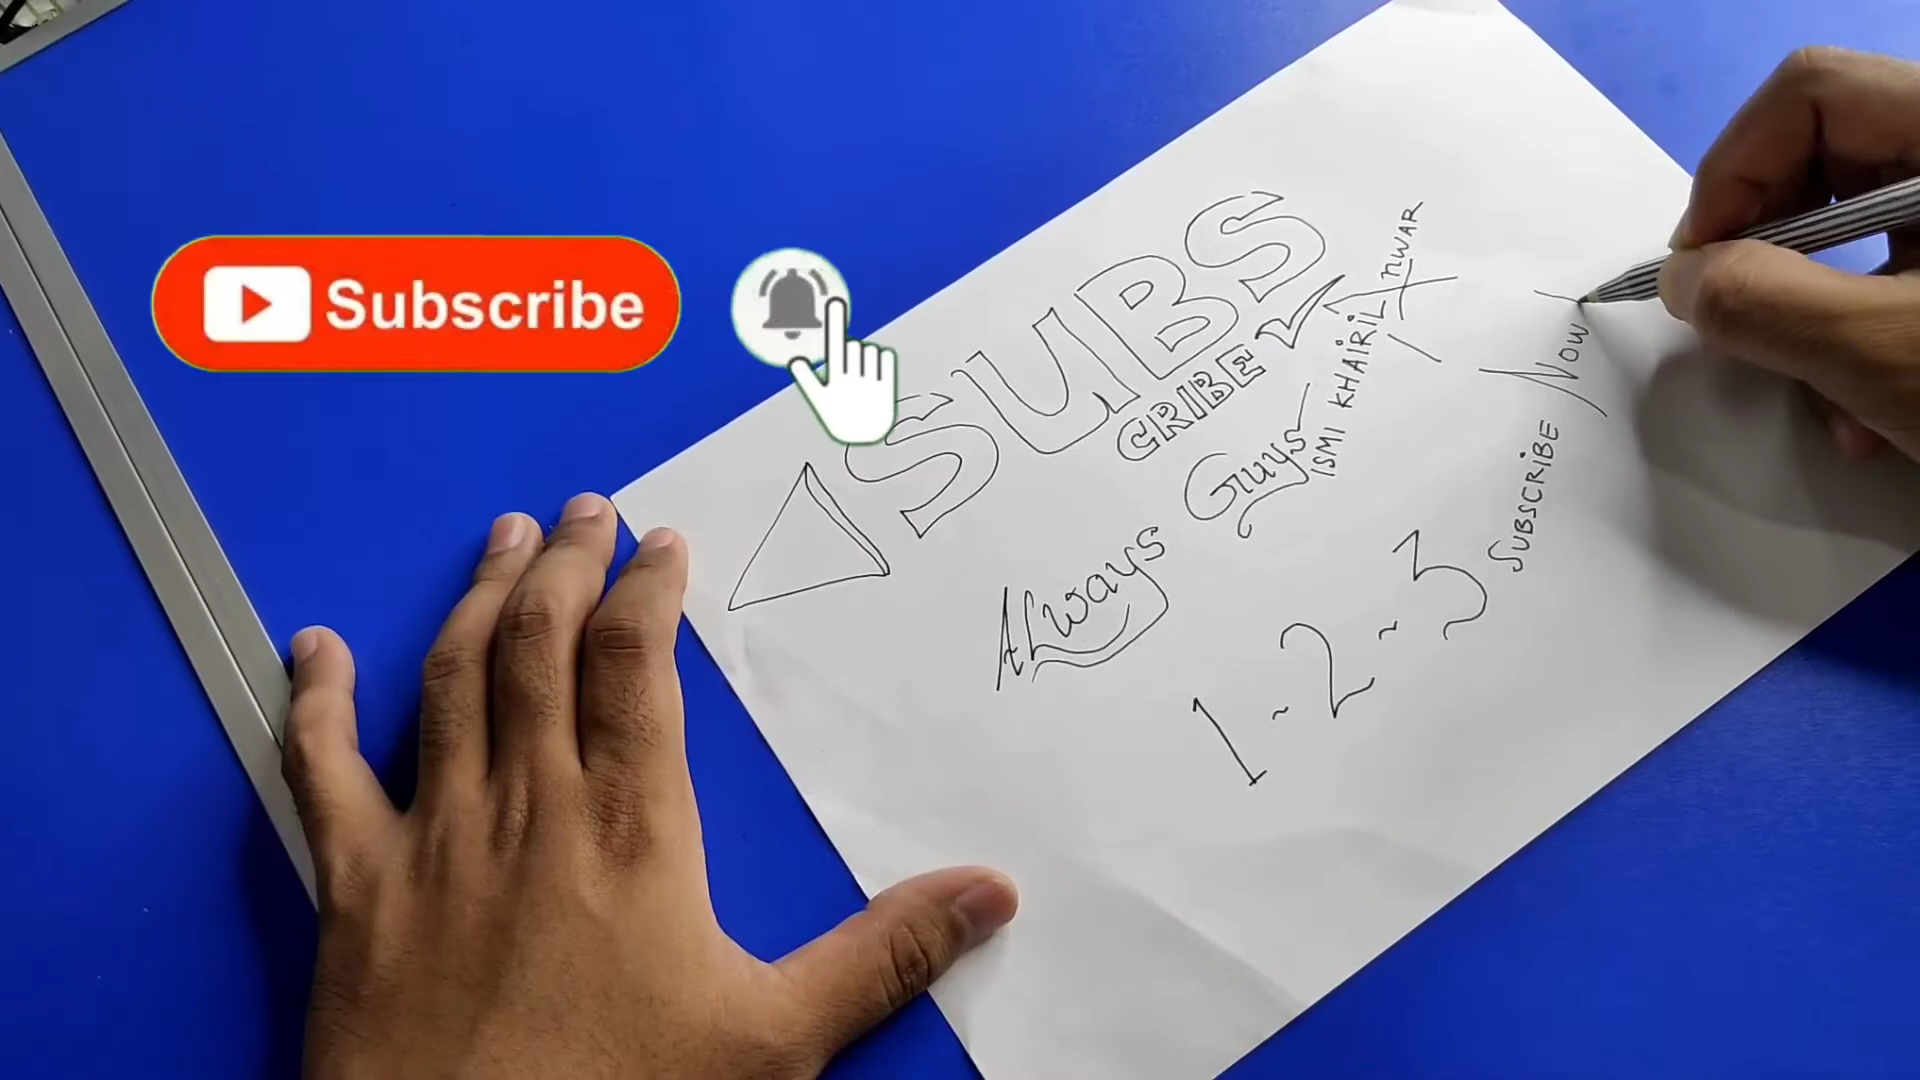 Subscribe
SUBS
CRIBE
Always Guys
ISMI KHAIRIL nWAR
1-2-3
SUBSCRIBE Now